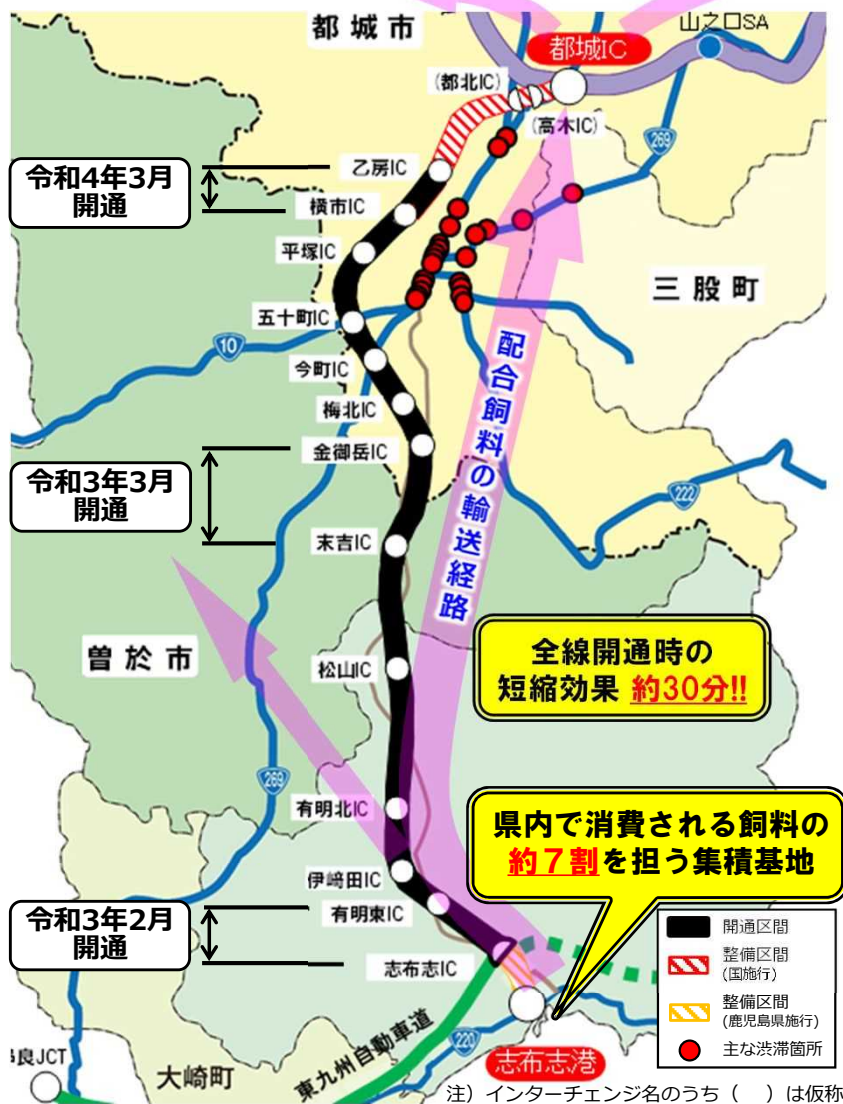 都城市
都城IC
山之口SA
(都北IC)
(高木IC)
269
乙房IC
令和4年3月
開通
横市IC
平塚IC
三股町
五十町IC
10
今町IC
梅北IC
金御岳IC
配合飼料の輸送経路
令和3年3月
開通
222
末吉IC
曽於市
松山IC
全線開通時の
短縮効果 約30分!!
269
有明北IC
県内で消費される飼料の
約7割を担う集積基地
伊﨑田IC
有明東IC
令和3年2月
開通
志布志IC
開通区間
整備区間
(国施行)
整備区間
(鹿児島県施行)
主な渋滞箇所
東九州自動車道
220
志布志港
良JCT
大崎町
注）インターチェンジ名のうち（　）は仮称